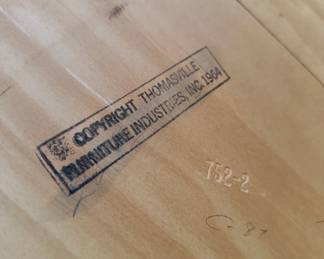 COPYRIGHT THOMASVILLE
FURNITURE INDUSTRIES, INC. 1964
752-2